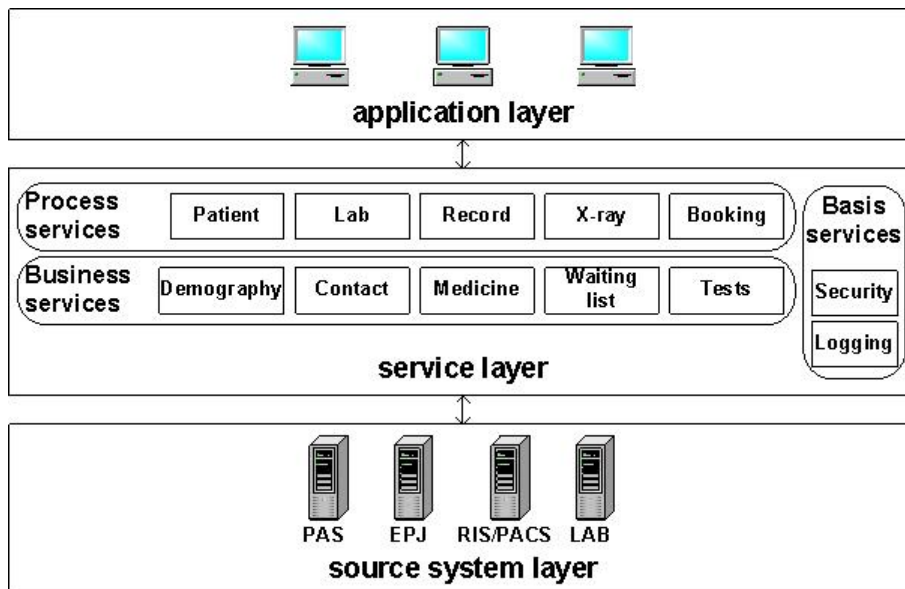 application layer
Process
services
Patient
Lab
Record
X-ray
Booking
Business
services
Demography
Contact
Medicine
Waiting
list
Tests
Basis
services
Security
Logging
service layer
PAS
EPJ
RIS/PACS
LAB
source system layer